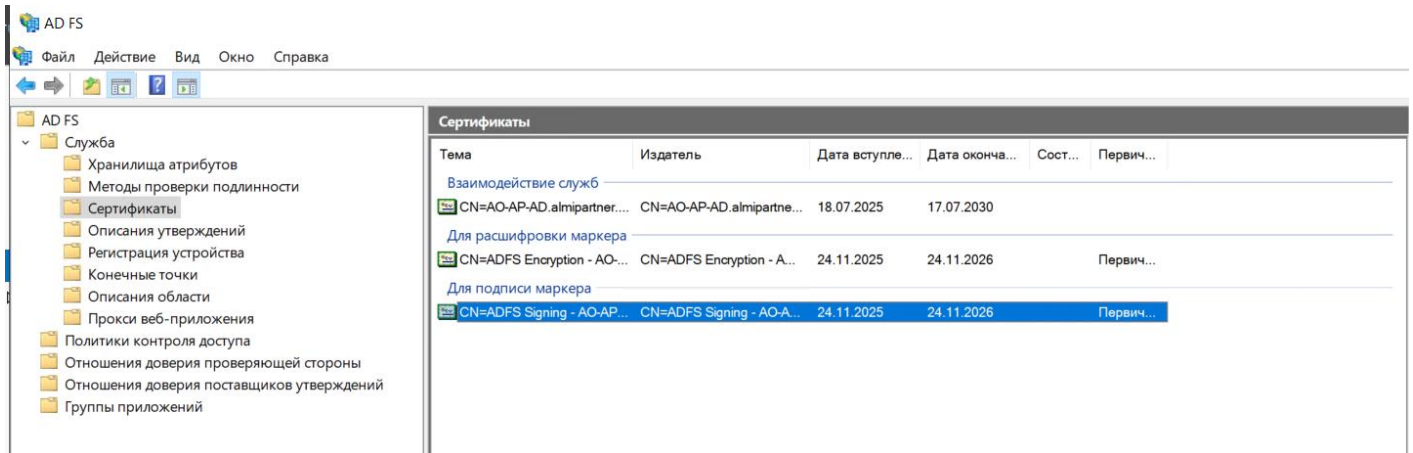 AD FS
Файл Действие Вид Окно Справка
AD FS
Служба
Хранилища атрибутов
Методы проверки подлинности
Сертификаты
Описания утверждений
Регистрация устройства
Конечные точки
Описания области
Прокси веб-приложения
Политики контроля доступа
Отношения доверия проверяющей стороны
Отношения доверия поставщиков утверждений
Группы приложений
Сертификаты
Тема Издатель Дата вступле... Дата оконча... Сост... Первич...
Взаимодействие служб
CN=AO-AP-AD.almipartner.... CN=AO-AP-AD.almipartne... 18.07.2025 17.07.2030
Для расшифровки маркера
CN=ADFS Encryption - AO-... CN=ADFS Encryption - A... 24.11.2025 24.11.2026 Первич...
Для подписи маркера
CN=ADFS Signing - AO-AP... CN=ADFS Signing - AO-A... 24.11.2025 24.11.2026 Первич...